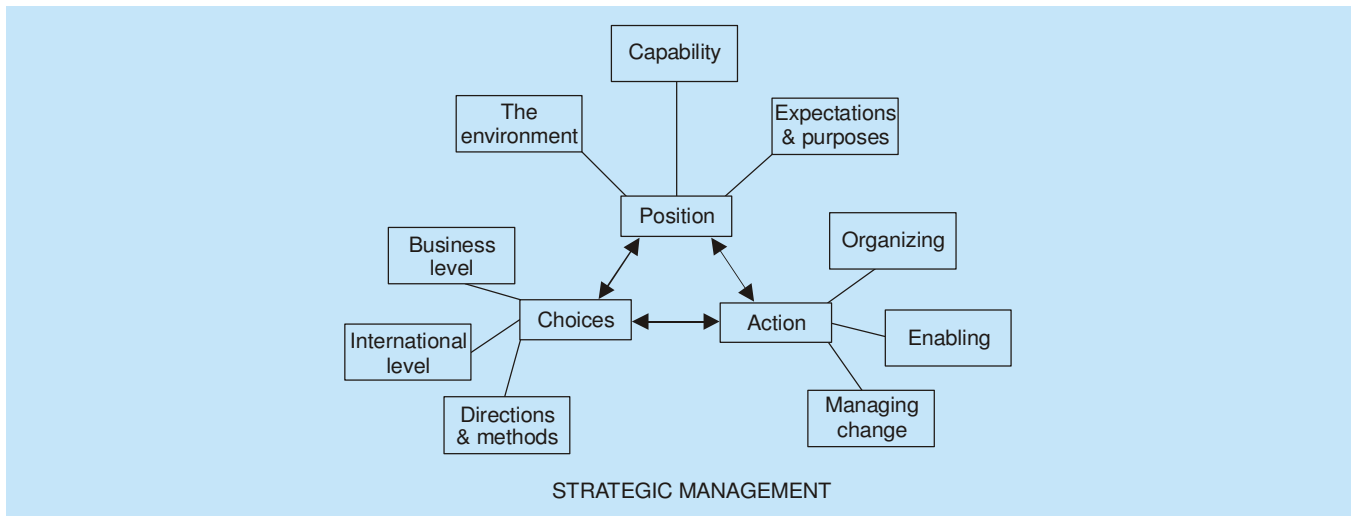 Capability
The
environment
Expectations
& purposes
Position
Business
level
Organizing
Choices
Action
International
level
Enabling
Directions
& methods
Managing
change
STRATEGIC MANAGEMENT